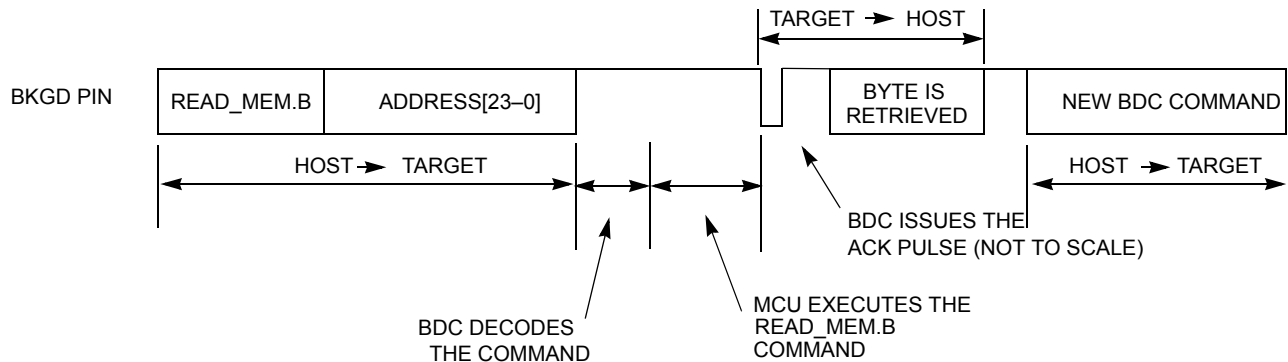 TARGET → HOST
BKGD PIN
READ_MEM.B
ADDRESS[23–0]
BYTE IS
RETRIEVED
NEW BDC COMMAND
HOST → TARGET
HOST → TARGET
BDC ISSUES THE
ACK PULSE (NOT TO SCALE)
BDC DECODES
THE COMMAND
MCU EXECUTES THE
READ_MEM.B
COMMAND